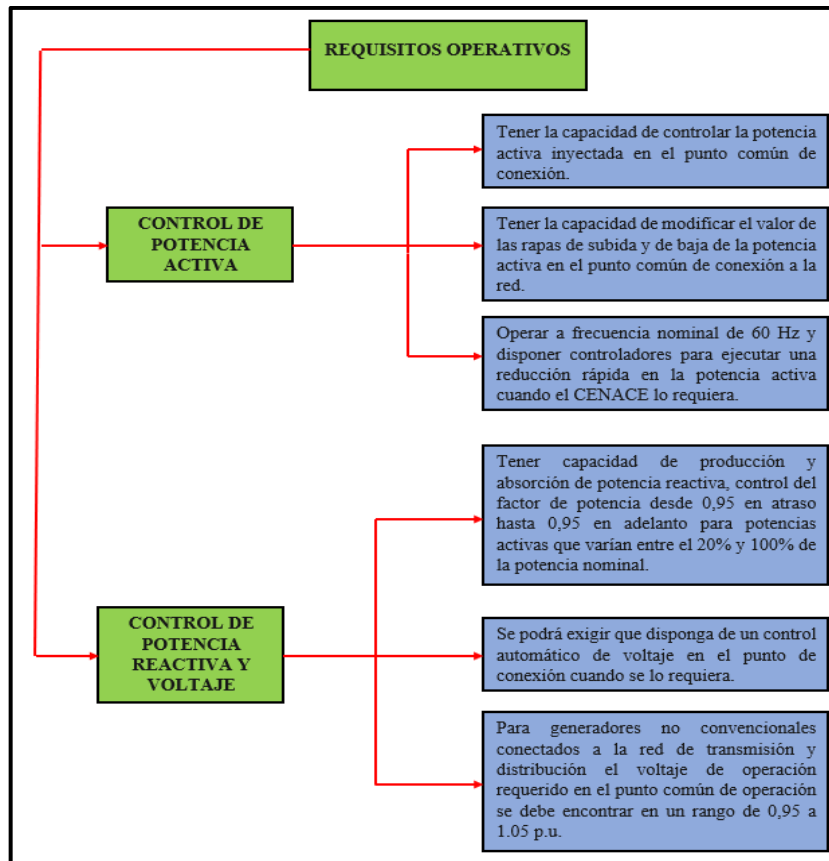 REQUISITOS OPERATIVOS
Tener la capacidad de controlar la potencia
activa inyectada en el punto común de
conexión.
CONTROL DE
POTENCIA
ACTIVA
Tener la capacidad de modificar el valor de
las rapas de subida y de baja de la potencia
activa en el punto común de conexión a la
red.
Operar a frecuencia nominal de 60 Hz y
disponer controladores para ejecutar una
reducción rápida en la potencia activa
cuando el CENACE lo requiera.
Tener capacidad de producción y
absorción de potencia reactiva, control del
factor de potencia desde 0,95 en atraso
hasta 0,95 en adelanto para potencias
activas que varían entre el 20% y 100% de
la potencia nominal.
CONTROL DE
POTENCIA
REACTIVA Y
VOLTAJE
Se podrá exigir que disponga de un control
automático de voltaje en el punto de
conexión cuando se lo requiera.
Para generadores no convencionales
conectados a la red de transmisión y
distribución el voltaje de operación
requerido en el punto común de operación
se debe encontrar en un rango de 0,95 a
1.05 p.u.